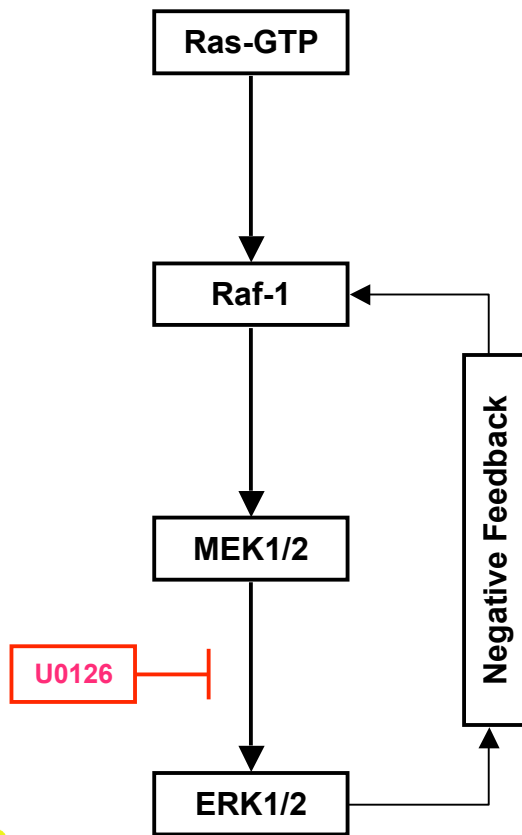 Ras-GTP
Raf-1
Negative Feedback
MEK1/2
U0126
ERK1/2